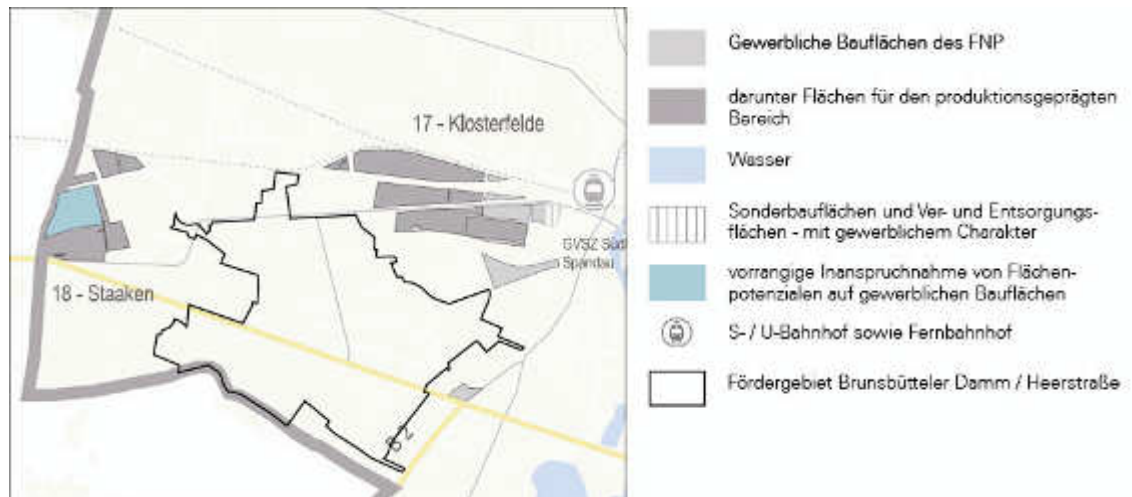 17 - Klosterfelde
GVSZ Süd
Spandau
18 - Staaken
B 2
Gewerbliche Bauflächen des FNP
darunter Flächen für den produktionsgeprägten
Bereich
Wasser
Sonderbauflächen und Ver- und Entsorgungs-
flächen - mit gewerblichem Charakter
vorrangige Inanspruchnahme von Flächen-
potenzialen auf gewerblichen Bauflächen
S- / U-Bahnhof sowie Fernbahnhof
Fördergebiet Brunsbütteler Damm / Heerstraße